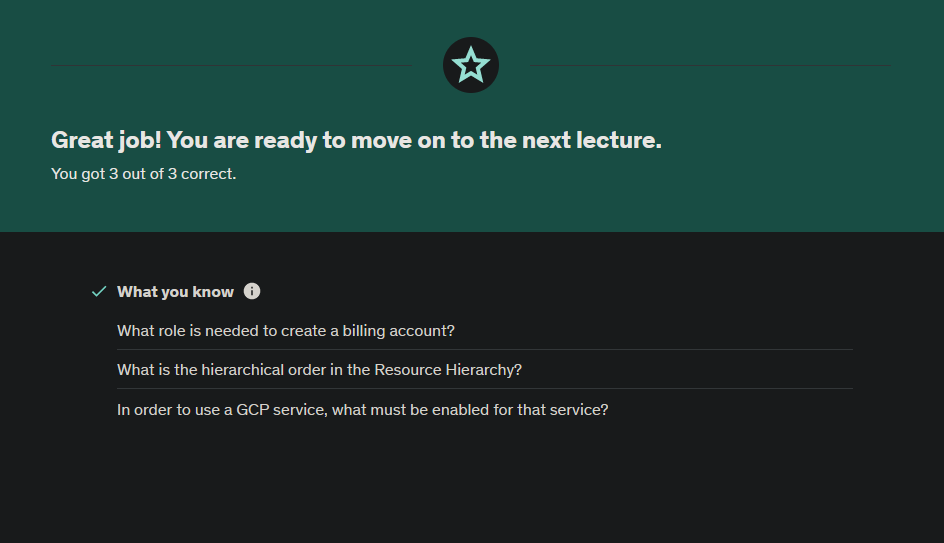 Great job! You are ready to move on to the next lecture.
You got 3 out of 3 correct.
What you know
What role is needed to create a billing account?
What is the hierarchical order in the Resource Hierarchy?
In order to use a GCP service, what must be enabled for that service?